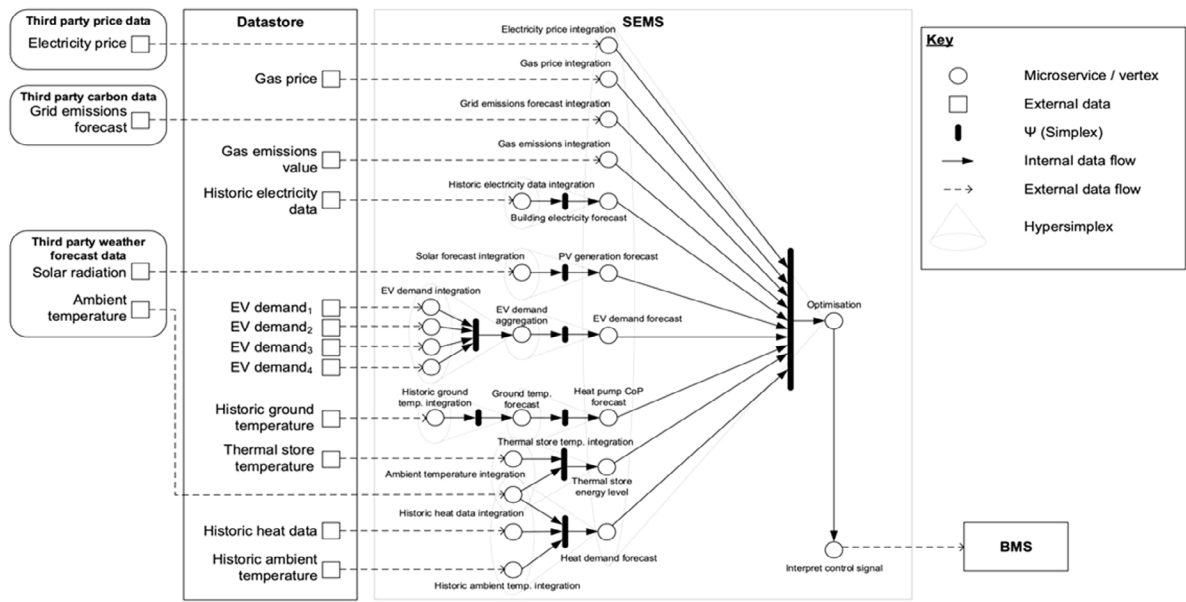 Third party price data
Electricity price
Third party carbon data
Grid emissions
forecast
Third party weather
forecast data
Solar radiation
Ambient
temperature
Datastore
Gas price
Gas emissions
value
Historic electricity
data
EV demand1
EV demand2
EV demand3
EV demand4
Historic ground
temperature
Thermal store
temperature
Historic heat data
Historic ambient
temperature
SEMS
Electricity price integration
Gas price integration
Grid emissions forecast integration
Gas emissions integration
Historic electricity data integration
Building electricity forecast
Solar forecast integration
PV generation forecast
EV demand integration
EV demand
aggregation
EV demand forecast
Historic ground
temp. integration
Ground temp.
forecast
Heat pump CoP
forecast
Thermal store temp. integration
Ambient temperature integration
Thermal store
energy level
Historic heat data integration
Heat demand forecast
Historic ambient temp. integration
Optimisation
Interpret control signal
BMS
Key
Microservice / vertex
External data
Ψ (Simplex)
Internal data flow
External data flow
Hypersimplex